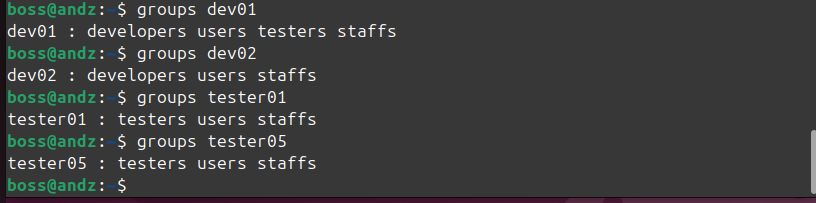 boss@andz:~$ groups dev01
dev01 : developers users testers staffs
boss@andz:~$ groups dev02
dev02 : developers users staffs
boss@andz:~$ groups tester01
tester01 : testers users staffs
boss@andz:~$ groups tester05
tester05 : testers users staffs
boss@andz:~$